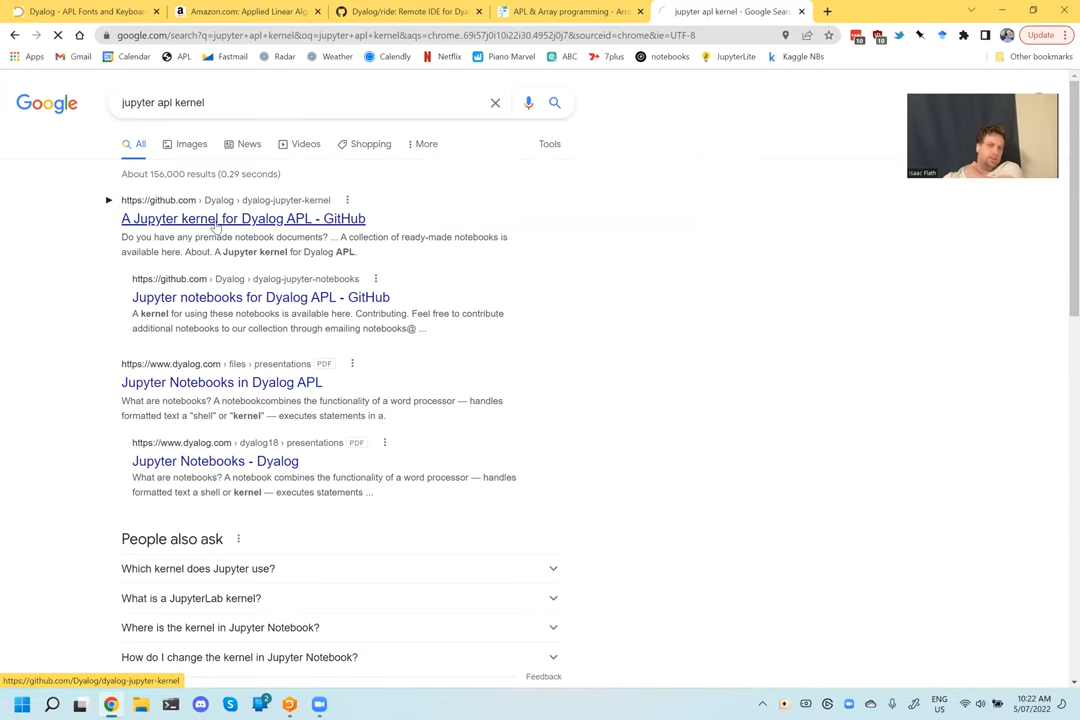 Dyalog - APL Fonts and Keyboar
Amazon.com: Applied Linear Alg
Dyalog/ride: Remote IDE for Dya
APL & Array programming - Arra
jupyter apl kernel - Google Sear
google.com/search?q=jupyter+apl+kernel&oq=jupyter+apl+kernel&aqs=chrome..69i57j0i10i22i30.4952j0j7&sourceid=chrome&ie=UTF-8
10
10
Update
Apps
Gmail
Calendar
APL
Fastmail
Radar
Weather
Calendly
Netflix
Piano Marvel
ABC
7plus
notebooks
JupyterLite
Kaggle NBs
Other bookmarks
Google
jupyter apl kernel
All
Images
News
Videos
Shopping
More
Tools
About 156,000 results (0.29 seconds)
https://github.com › Dyalog › dyalog-jupyter-kernel
A Jupyter kernel for Dyalog APL - GitHub
Do you have any premade notebook documents? ... A collection of ready-made notebooks is
available here. About. A Jupyter kernel for Dyalog APL.
https://github.com › Dyalog › dyalog-jupyter-notebooks
Jupyter notebooks for Dyalog APL - GitHub
A kernel for using these notebooks is available here. Contributing. Feel free to contribute
additional notebooks to our collection through emailing notebooks@ ...
https://www.dyalog.com › files › presentations PDF
Jupyter Notebooks in Dyalog APL
What are notebooks? A notebookcombines the functionality of a word processor — handles
formatted text a "shell" or "kernel" — executes statements in a.
https://www.dyalog.com › dyalog18 › presentations PDF
Jupyter Notebooks - Dyalog
What are notebooks? A notebook combines the functionality of a word processor — handles
formatted text a shell or kernel — executes statements ...
People also ask
Which kernel does Jupyter use?
What is a JupyterLab kernel?
Where is the kernel in Jupyter Notebook?
How do I change the kernel in Jupyter Notebook?
Feedback
Isaac Flath
https://github.com/Dyalog/dyalog-jupyter-kernel
2
ENG
US
10:22 AM
5/07/2022